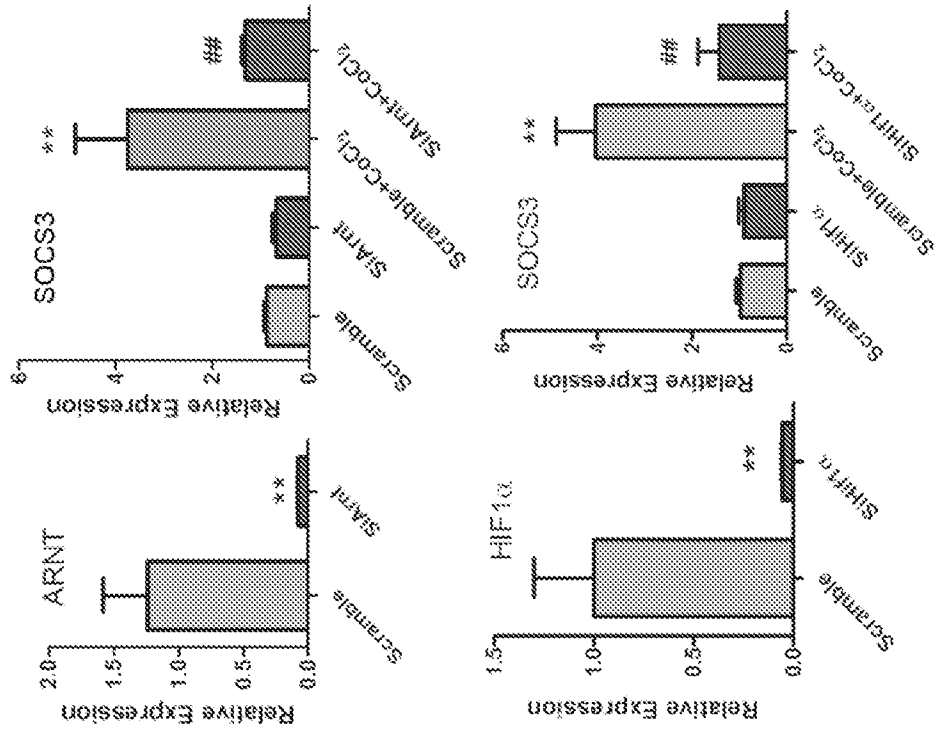 ARNT
Relative Expression
2.0
1.5
1.0
0.5
0.0
**
Scramble
SiArnt
SOCS3
Relative Expression
6
4
2
0
**
##
Scramble
SiArnt
Scramble+CoCl₂
SiArnt+CoCl₂
HIF1α
Relative Expression
1.5
1.0
0.5
0.0
**
Scramble
SiHif1α
SOCS3
Relative Expression
6
4
2
0
**
##
Scramble
SiHif1α
Scramble+CoCl₂
SiHif1α+CoCl₂